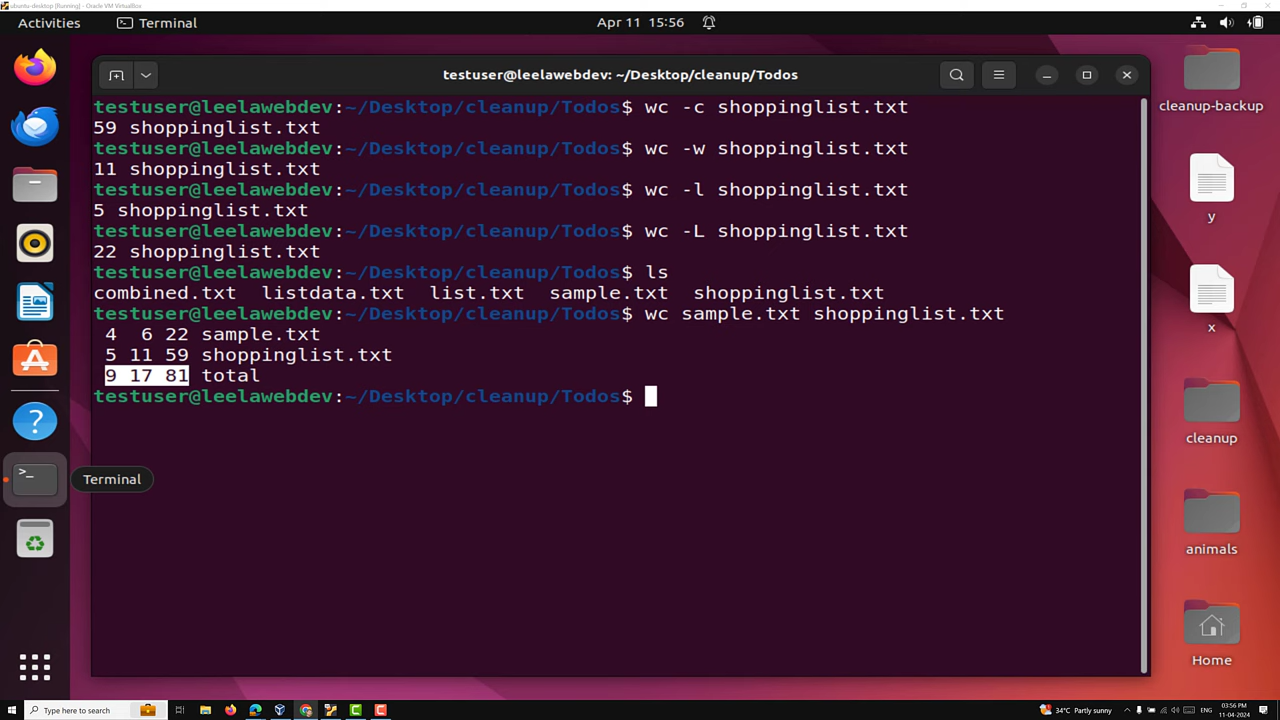 ubuntu-desktop [Running] - Oracle VM VirtualBox
Activities Terminal Apr 11 15:56
testuser@leelawebdev: ~/Desktop/cleanup/Todos
testuser@leelawebdev:~/Desktop/cleanup/Todos$ wc -c shoppinglist.txt
59 shoppinglist.txt
testuser@leelawebdev:~/Desktop/cleanup/Todos$ wc -w shoppinglist.txt
11 shoppinglist.txt
testuser@leelawebdev:~/Desktop/cleanup/Todos$ wc -l shoppinglist.txt
5 shoppinglist.txt
testuser@leelawebdev:~/Desktop/cleanup/Todos$ wc -L shoppinglist.txt
22 shoppinglist.txt
testuser@leelawebdev:~/Desktop/cleanup/Todos$ ls
combined.txt listdata.txt list.txt sample.txt shoppinglist.txt
testuser@leelawebdev:~/Desktop/cleanup/Todos$ wc sample.txt shoppinglist.txt
4 6 22 sample.txt
5 11 59 shoppinglist.txt
9 17 81 total
testuser@leelawebdev:~/Desktop/cleanup/Todos$
Terminal
cleanup-backup
y
x
cleanup
animals
Home
Type here to search
34°C Partly sunny
ENG
03:56 PM
11-04-2024